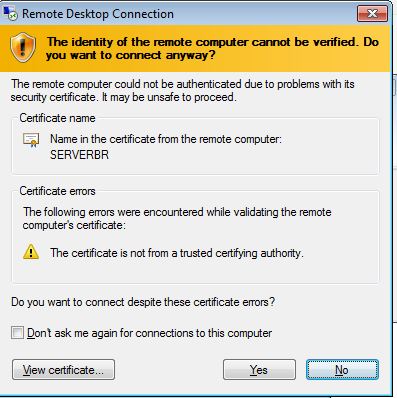 Remote Desktop Connection
The identity of the remote computer cannot be verified. Do
you want to connect anyway?
The remote computer could not be authenticated due to problems with its
security certificate. It may be unsafe to proceed.
Certificate name
Name in the certificate from the remote computer:
SERVERBR
Certificate errors
The following errors were encountered while validating the remote
computer's certificate:
The certificate is not from a trusted certifying authority.
Do you want to connect despite these certificate errors?
Don't ask me again for connections to this computer
View certificate... Yes No